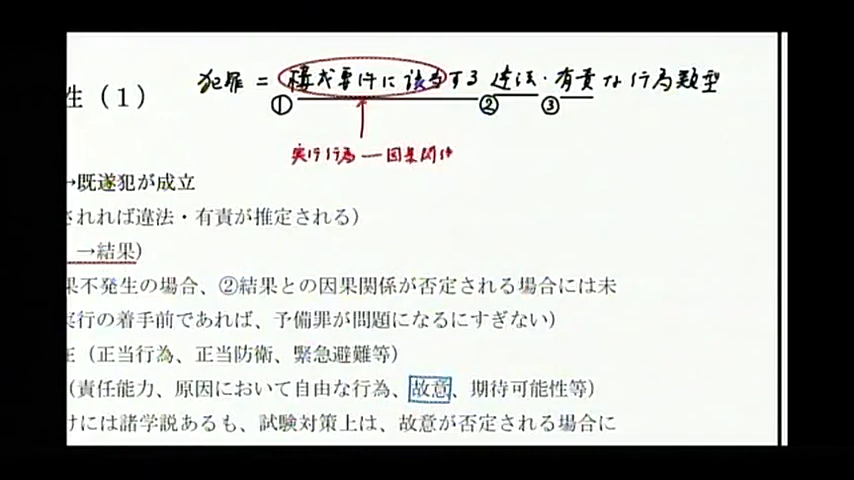 犯罪 = 構成要件に該当する 違法・有責な行為類型
性(1)
① ② ③
実行行為 — 因果関係
→既遂犯が成立
されれば違法・有責が推定される)
→結果)
果不発生の場合、②結果との因果関係が否定される場合には未
実行の着手前であれば、予備罪が問題になるにすぎない)
在(正当行為、正当防衛、緊急避難等)
(責任能力、原因において自由な行為、故意、期待可能性等)
けには諸学説あるも、試験対策上は、故意が否定される場合に